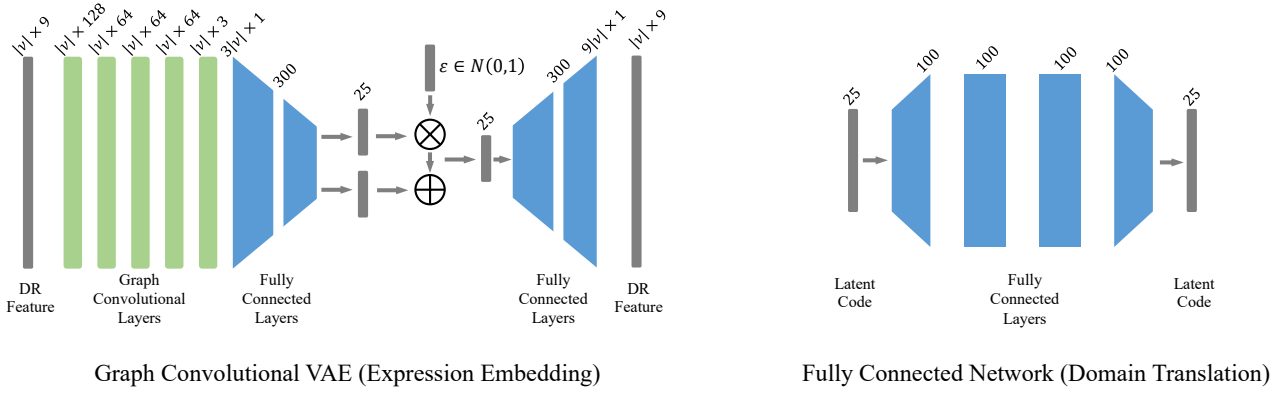 |v| × 9
|v| × 128
|v| × 64
|v| × 64
|v| × 64
|v| × 3
3|v| × 1
300
25
ε ∈ N(0,1)
25
300
9|v| × 1
|v| × 9
DR
Feature
Graph
Convolutional
Layers
Fully
Connected
Layers
Fully
Connected
Layers
DR
Feature
Graph Convolutional VAE (Expression Embedding)
25
100
100
100
100
25
Latent
Code
Fully
Connected
Layers
Latent
Code
Fully Connected Network (Domain Translation)